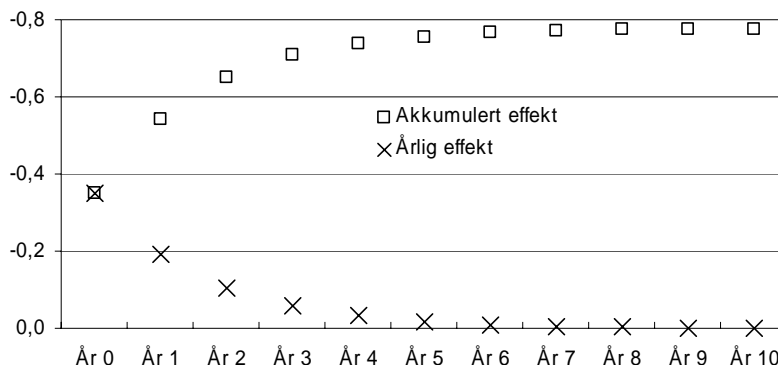 -0,8
-0,6
Akkumulert effekt
Årlig effekt
-0,4
-0,2
0,0
År 0 År 1 År 2 År 3 År 4 År 5 År 6 År 7 År 8 År 9 År 10